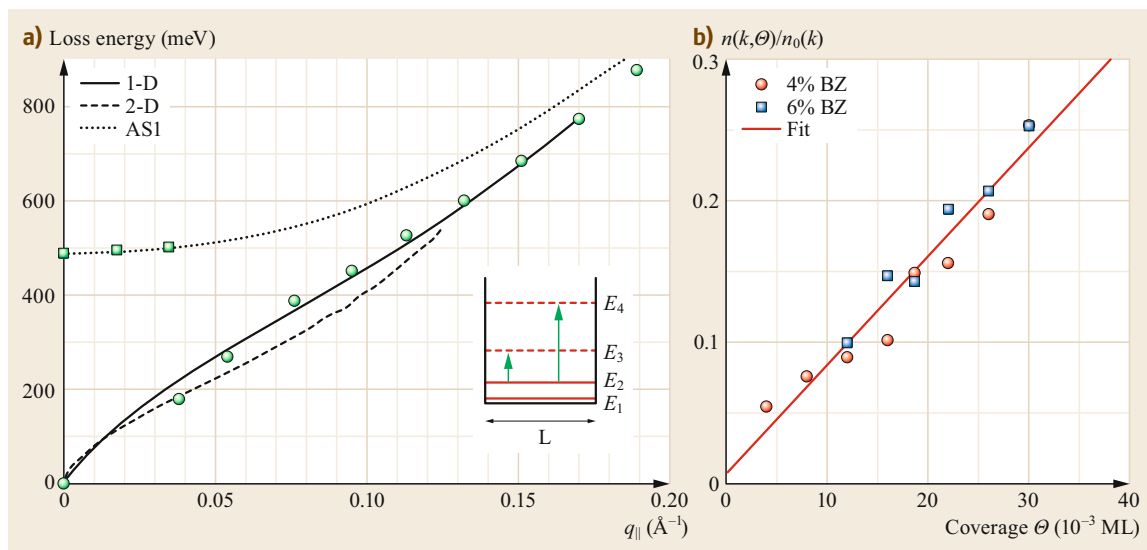 a) Loss energy (meV)
1-D
2-D
AS1
800
600
400
200
0
E4
E3
E2
E1
L
0
0.05
0.10
0.15
0.20
q|| (Å⁻¹)
b) n(k,Θ)/n₀(k)
4% BZ
6% BZ
Fit
0.3
0.2
0.1
0
0
10
20
30
40
Coverage Θ (10⁻³ ML)